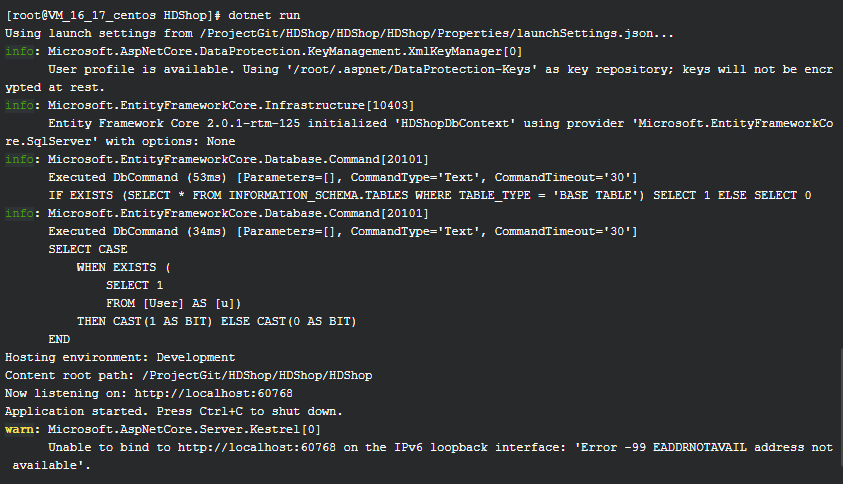 [root@VM_16_17_centos HDShop]# dotnet run
Using launch settings from /ProjectGit/HDShop/HDShop/HDShop/Properties/launchSettings.json...
info: Microsoft.AspNetCore.DataProtection.KeyManagement.XmlKeyManager[0]
      User profile is available. Using '/root/.aspnet/DataProtection-Keys' as key repository; keys will not be encr
ypted at rest.
info: Microsoft.EntityFrameworkCore.Infrastructure[10403]
      Entity Framework Core 2.0.1-rtm-125 initialized 'HDShopDbContext' using provider 'Microsoft.EntityFrameworkCo
re.SqlServer' with options: None
info: Microsoft.EntityFrameworkCore.Database.Command[20101]
      Executed DbCommand (53ms) [Parameters=[], CommandType='Text', CommandTimeout='30']
      IF EXISTS (SELECT * FROM INFORMATION_SCHEMA.TABLES WHERE TABLE_TYPE = 'BASE TABLE') SELECT 1 ELSE SELECT 0
info: Microsoft.EntityFrameworkCore.Database.Command[20101]
      Executed DbCommand (34ms) [Parameters=[], CommandType='Text', CommandTimeout='30']
      SELECT CASE
          WHEN EXISTS (
              SELECT 1
              FROM [User] AS [u])
          THEN CAST(1 AS BIT) ELSE CAST(0 AS BIT)
      END
Hosting environment: Development
Content root path: /ProjectGit/HDShop/HDShop/HDShop
Now listening on: http://localhost:60768
Application started. Press Ctrl+C to shut down.
warn: Microsoft.AspNetCore.Server.Kestrel[0]
      Unable to bind to http://localhost:60768 on the IPv6 loopback interface: 'Error -99 EADDRNOTAVAIL address not
 available'.